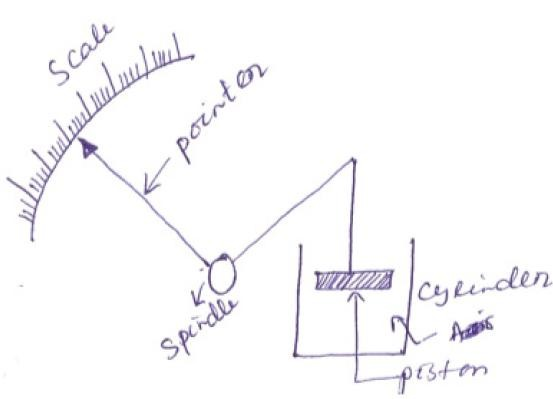 Scale
pointer
Spindle
Cylinder
piston